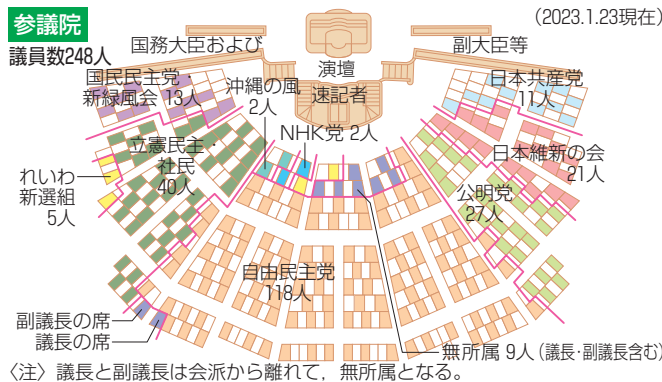 参議院
(2023.1.23現在)
議員数248人
国務大臣および
副大臣等
演壇
速記者
国民民主党・
新緑風会 13人
沖縄の風
2人
NHK党 2人
日本共産党
11人
立憲民主・
社民
40人
日本維新の会
21人
れいわ
新選組
5人
公明党
27人
自由民主党
118人
副議長の席
議長の席
無所属 9人(議長・副議長含む)
〈注〉議長と副議長は会派から離れて，無所属となる。